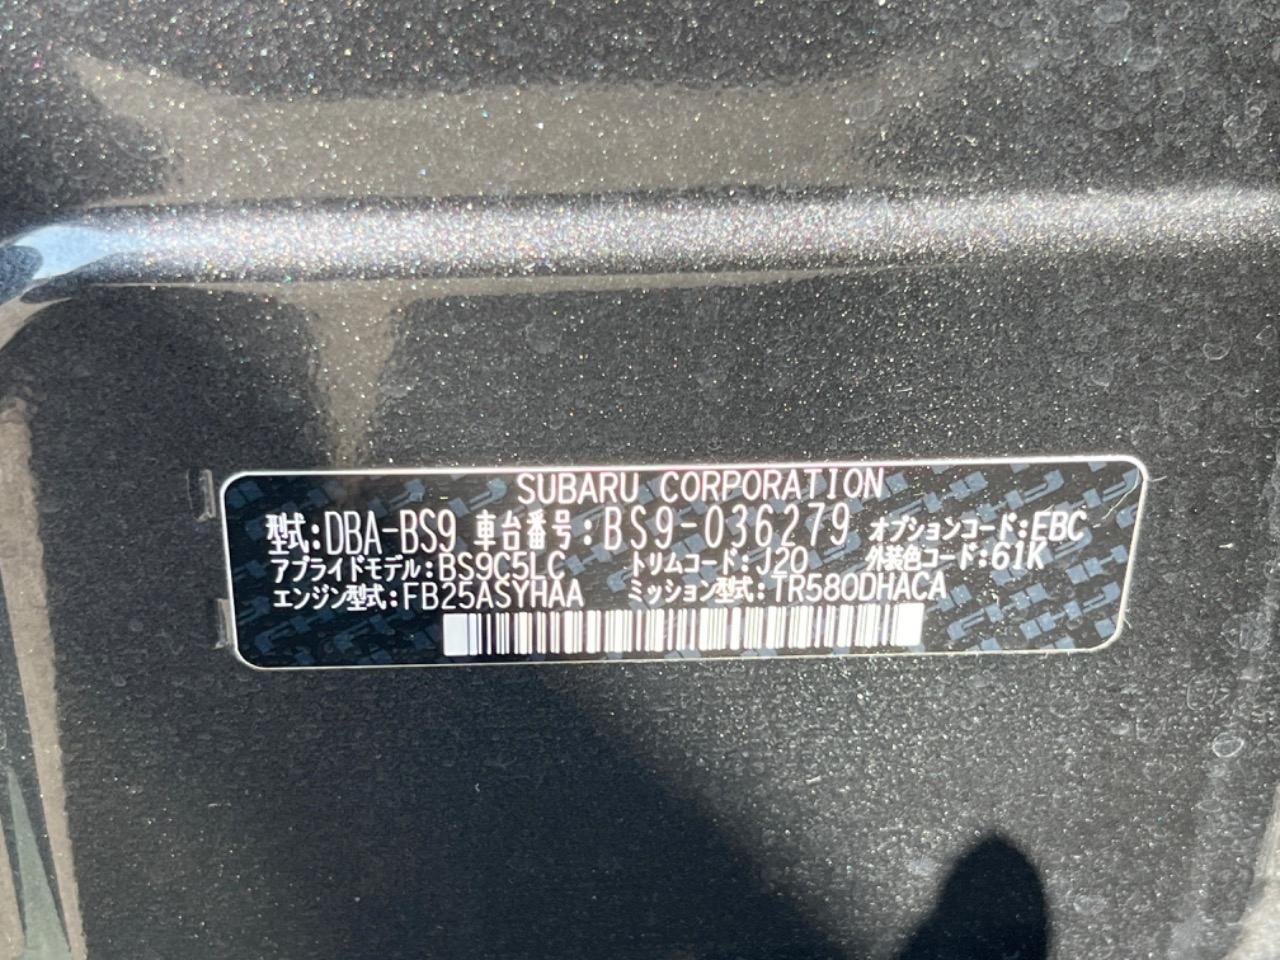 SUBARU CORPORATION
型式:DBA-BS9 車台番号:BS9-036279 オプションコード:EBC
アプライドモデル:BS9C5LC トリムコード:J20 外装色コード:61K
エンジン型式:FB25ASYHAA ミッション型式:TR580DHACA